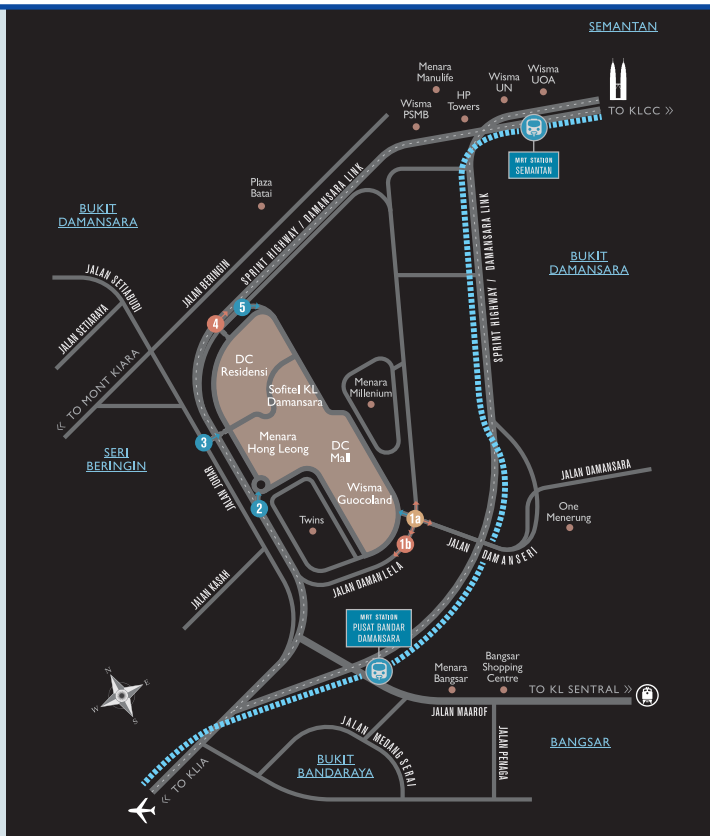 SEMANTAN
Menara
Manulife
Wisma
UN
Wisma
UOA
Wisma
PSMB
HP
Towers
TO KLCC »
MRT STATION
SEMANTAN
Plaza
Batai
BUKIT
DAMANSARA
SPRINT HIGHWAY / DAMANSARA LINK
JALAN BERINGIN
BUKIT
DAMANSARA
JALAN SETIABUDI
JALAN SETIARAYA
SPRINT HIGHWAY / DAMANSARA LINK
5
4
« TO MONT KIARA
DC
Residensi
Sofitel KL
Damansara
Menara
Millenium
3
Menara
Hong Leong
DC
Mall
SERI
BERINGIN
JALAN JOHAR
Wisma
Guocoland
JALAN DAMANSARA
2
One
Menerung
Twins
1a
1b
JALAN DAMANSERI
JALAN DAMANLELA
JALAN KASAH
MRT STATION
PUSAT BANDAR
DAMANSARA
N
E
W
S
Menara
Bangsar
Bangsar
Shopping
Centre
TO KL SENTRAL »
JALAN MAAROF
JALAN MEDANG SERAI
JALAN PENAGA
BANGSAR
BUKIT
BANDARAYA
« TO KLIA